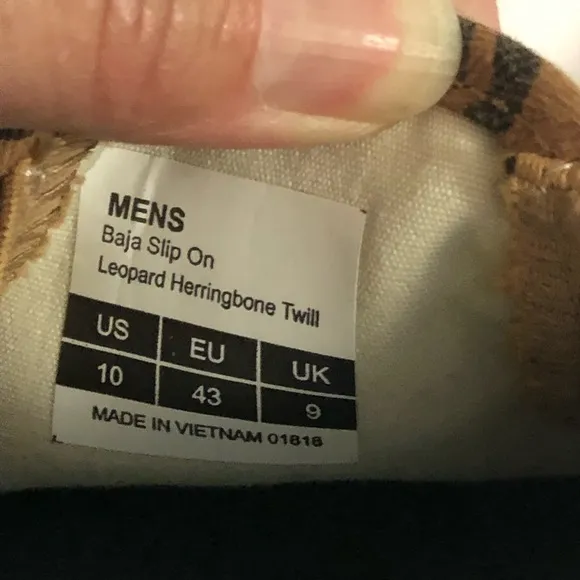 MENS
Baja Slip On
Leopard Herringbone Twill
US EU UK
10 43 9
MADE IN VIETNAM 01818